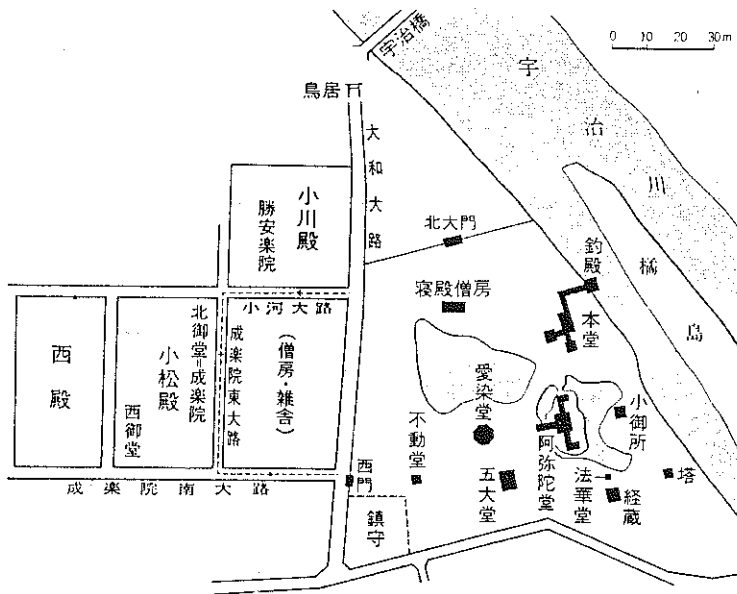 宇治橋
0 10 20 30m
宇治川
鳥居
大和大路
小川殿
勝安楽院
北大門
釣殿
橘島
小河大路
寝殿僧房
本堂
西殿
北御堂=成楽院
小松殿
西御堂
成楽院東大路
(僧房・雑舎)
愛染堂
小御所
不動堂
阿弥陀堂
西門
五大堂
法華堂
経蔵
塔
成楽院南大路
鎮守